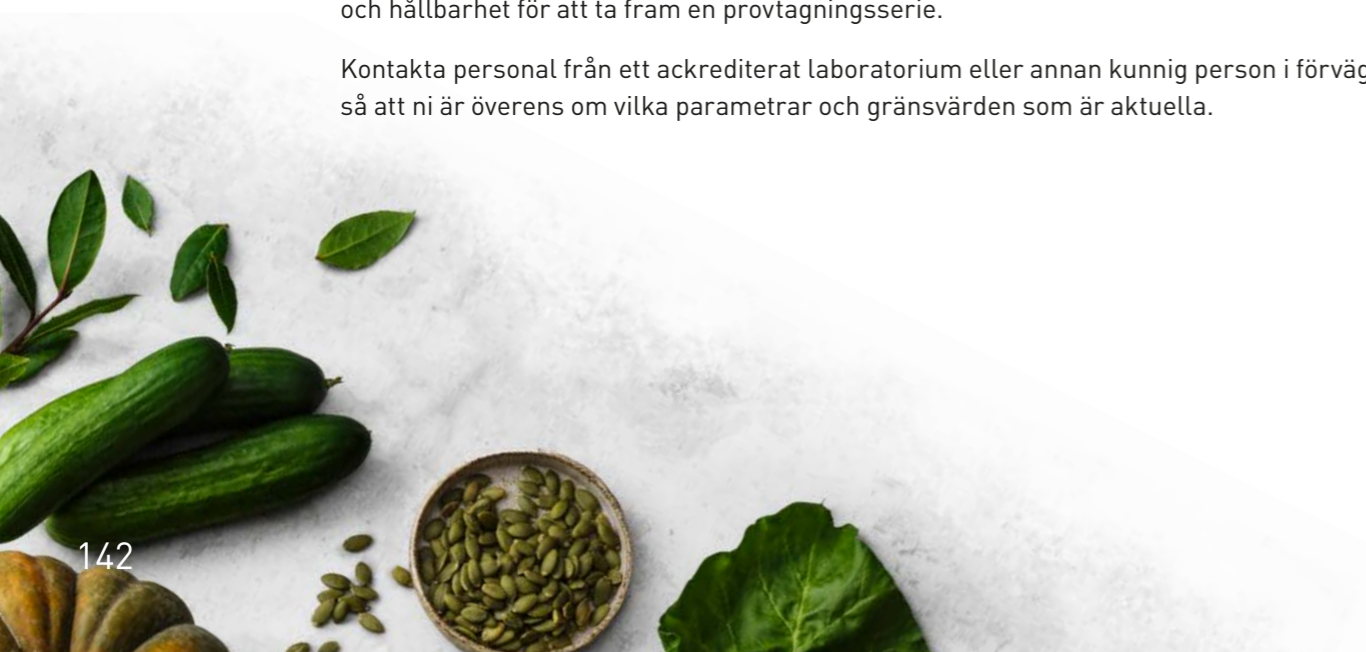 och hållbarhet för att ta fram en provtagningsserie.
Kontakta personal från ett ackrediterat laboratorium eller annan kunnig person i förväg
så att ni är överens om vilka parametrar och gränsvärden som är aktuella.
142